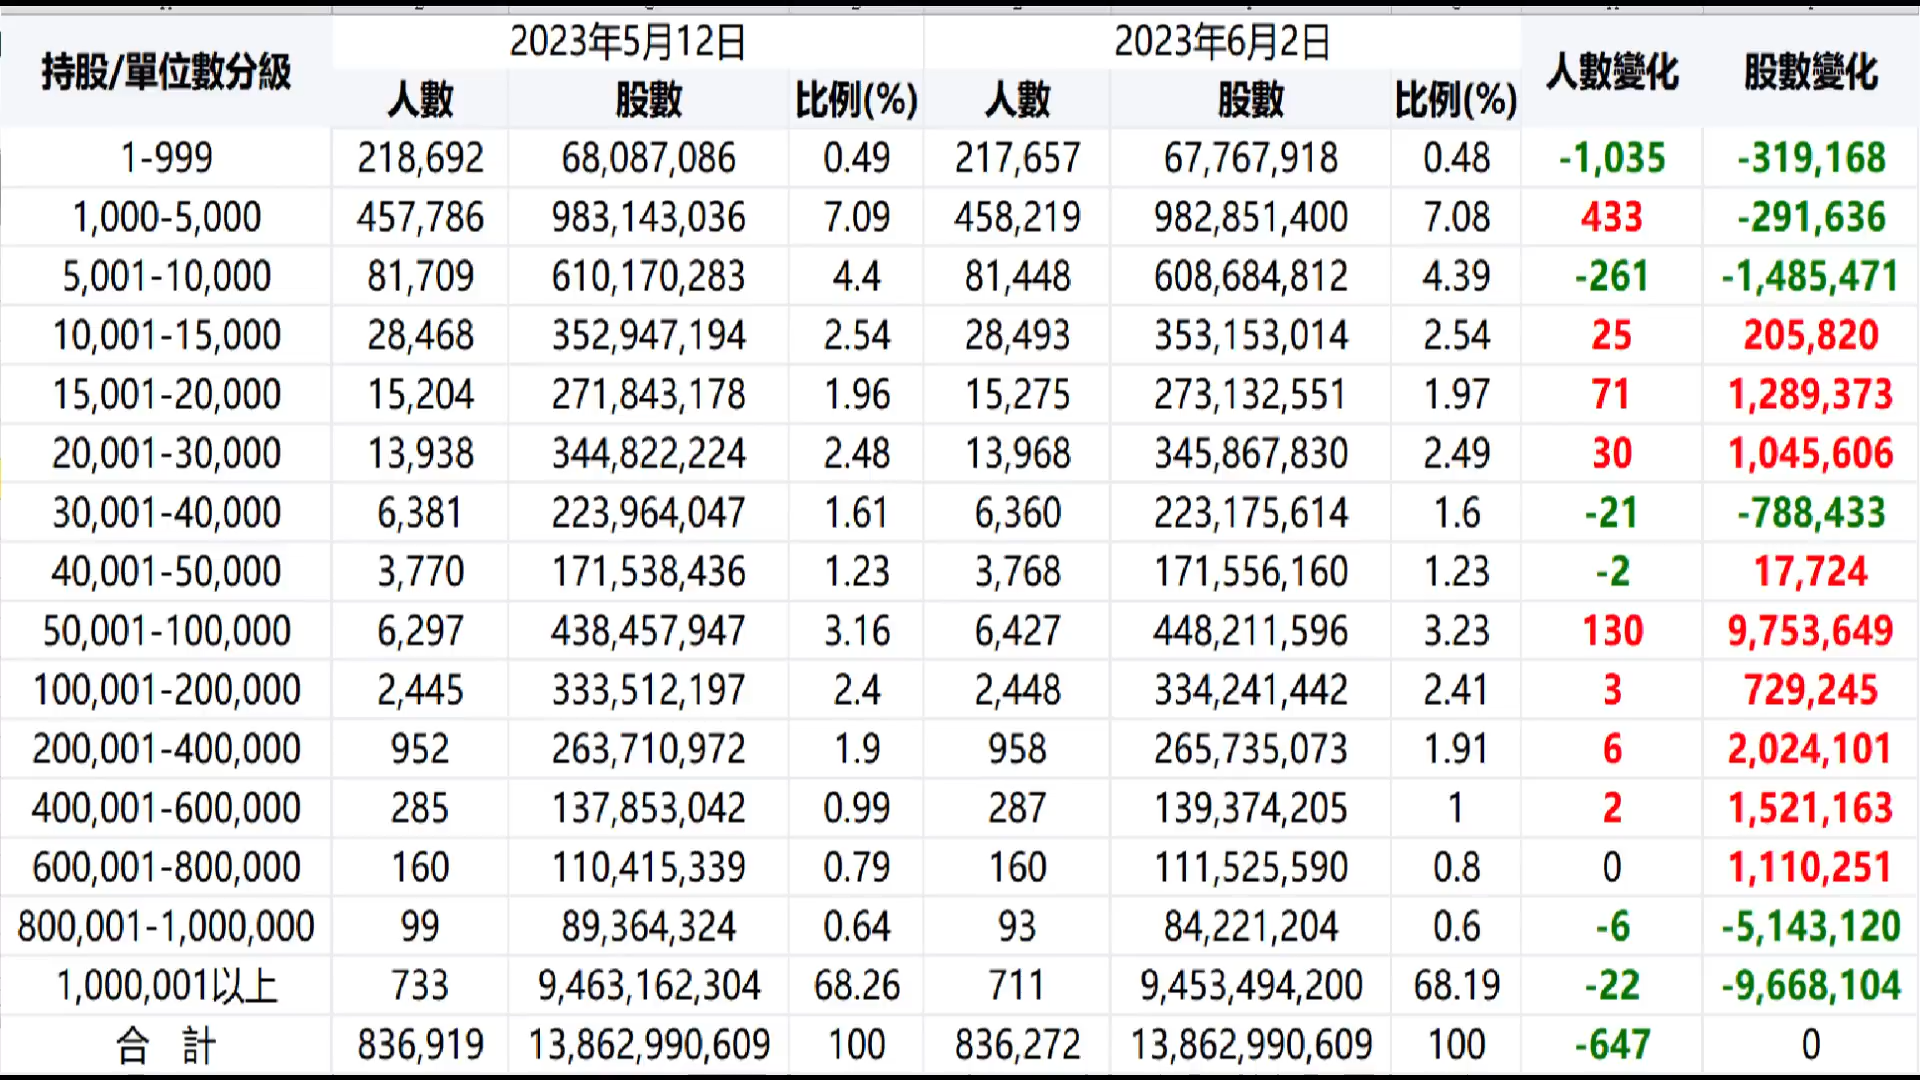 持股/單位數分級 2023年5月12日 2023年6月2日 人數變化 股數變化
人數 股數 比例(%) 人數 股數 比例(%)
1-999 218,692 68,087,086 0.49 217,657 67,767,918 0.48 -1,035 -319,168
1,000-5,000 457,786 983,143,036 7.09 458,219 982,851,400 7.08 433 -291,636
5,001-10,000 81,709 610,170,283 4.4 81,448 608,684,812 4.39 -261 -1,485,471
10,001-15,000 28,468 352,947,194 2.54 28,493 353,153,014 2.54 25 205,820
15,001-20,000 15,204 271,843,178 1.96 15,275 273,132,551 1.97 71 1,289,373
20,001-30,000 13,938 344,822,224 2.48 13,968 345,867,830 2.49 30 1,045,606
30,001-40,000 6,381 223,964,047 1.61 6,360 223,175,614 1.6 -21 -788,433
40,001-50,000 3,770 171,538,436 1.23 3,768 171,556,160 1.23 -2 17,724
50,001-100,000 6,297 438,457,947 3.16 6,427 448,211,596 3.23 130 9,753,649
100,001-200,000 2,445 333,512,197 2.4 2,448 334,241,442 2.41 3 729,245
200,001-400,000 952 263,710,972 1.9 958 265,735,073 1.91 6 2,024,101
400,001-600,000 285 137,853,042 0.99 287 139,374,205 1 2 1,521,163
600,001-800,000 160 110,415,339 0.79 160 111,525,590 0.8 0 1,110,251
800,001-1,000,000 99 89,364,324 0.64 93 84,221,204 0.6 -6 -5,143,120
1,000,001以上 733 9,463,162,304 68.26 711 9,453,494,200 68.19 -22 -9,668,104
合 計 836,919 13,862,990,609 100 836,272 13,862,990,609 100 -647 0